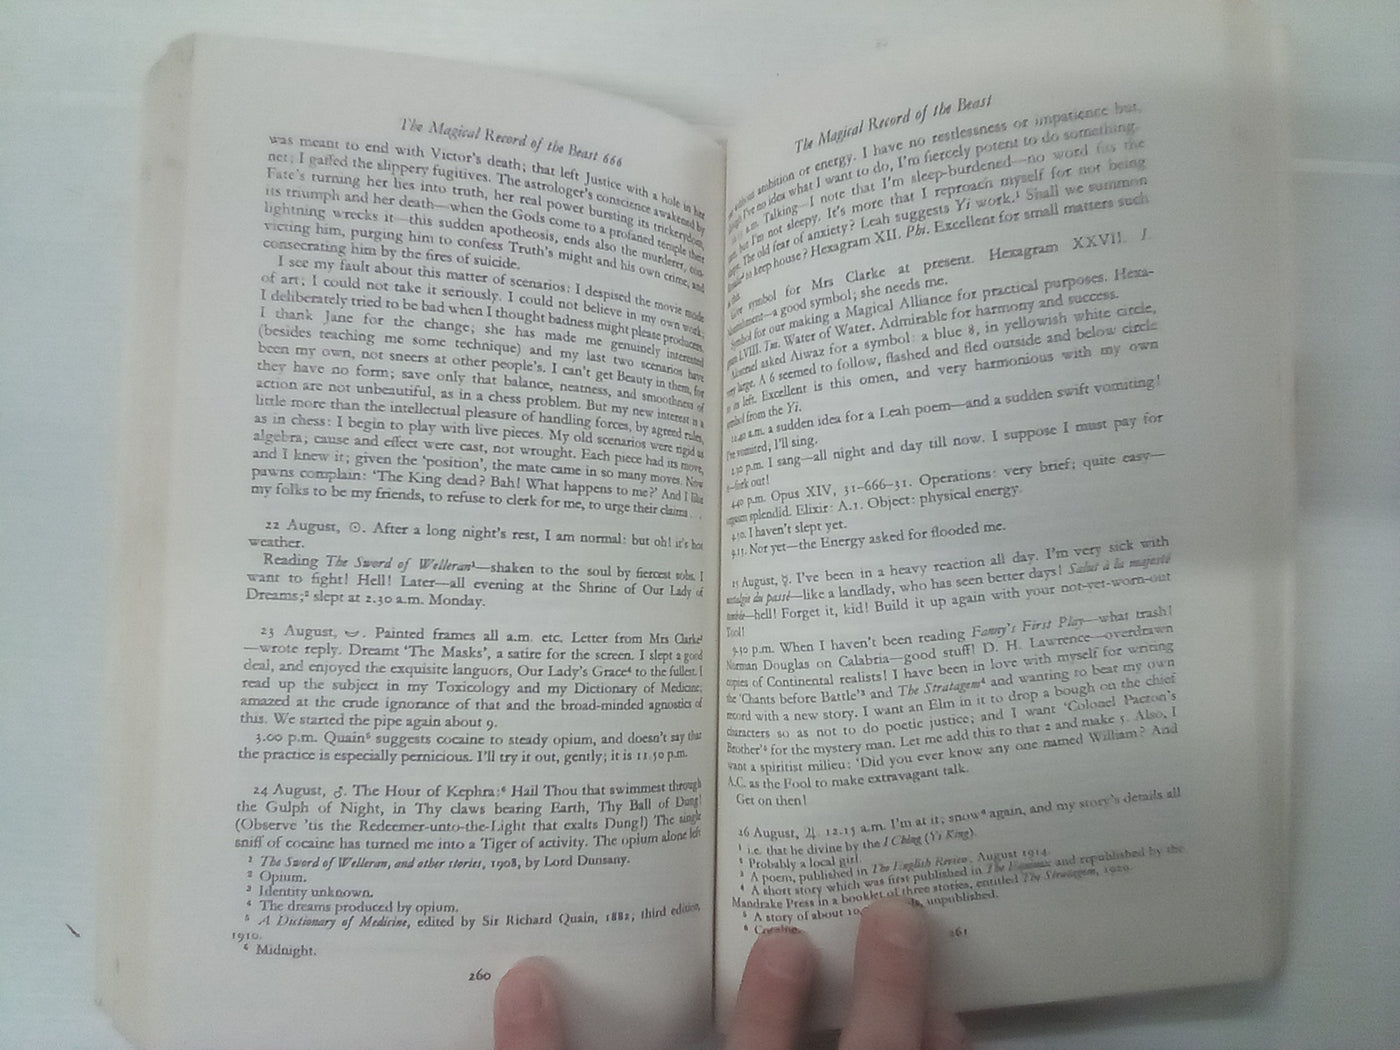 The Magical Record of the Beast 666
was meant to end with Victor's death; that left Justice with a hole in her
net; I gaffed the slippery fugitives. The astrologer's conscience awakened by
Fate's turning her lies into truth, her real power bursting its trickerydom,
its triumph and her death—when the Gods come to a profaned temple their
lightning wrecks it—this sudden apotheosis, ends also the murderer, con-
victing him, purging him to confess Truth's might and his own crime, and
consecrating him by the fires of suicide.
I see my fault about this matter of scenarios: I despised the movie mode
of art; I could not take it seriously. I could not believe in my own work;
I deliberately tried to be bad when I thought badness might please producers.
I thank Jane for the change; she has made me genuinely interested
(besides teaching me some technique) and my last two scenarios have
been my own, not sneers at other people's. I can't get Beauty in them, for
they have no form; save only that balance, neatness, and smoothness of
action are not unbeautiful, as in a chess problem. But my new interest is a
little more than the intellectual pleasure of handling forces, by agreed rules,
as in chess: I begin to play with live pieces. My old scenarios were rigid as
algebra; cause and effect were cast, not wrought. Each piece had its move,
and I knew it; given the 'position', the mate came in so many moves. Now
pawns complain: 'The King dead? Bah! What happens to me?' And I like
my folks to be my friends, to refuse to clerk for me, to urge their claims . . .
22 August, ☉. After a long night's rest, I am normal: but oh! it's hot
weather.
Reading The Sword of Welleran¹—shaken to the soul by fiercest sobs. I
want to fight! Hell! Later—all evening at the Shrine of Our Lady of
Dreams;² slept at 2.30 a.m. Monday.
23 August, ☽. Painted frames all a.m. etc. Letter from Mrs Clarke³
—wrote reply. Dreamt 'The Masks', a satire for the screen. I slept a good
deal, and enjoyed the exquisite languors, Our Lady's Grace⁴ to the fullest. I
read up the subject in my Toxicology and my Dictionary of Medicine;
amazed at the crude ignorance of that and the broad-minded agnostics of
this. We started the pipe again about 9.
3.00 p.m. Quain⁵ suggests cocaine to steady opium, and doesn't say that
the practice is especially pernicious. I'll try it out, gently; it is 11.50 p.m.
24 August, ♂. The Hour of Kephra:⁶ Hail Thou that swimmest through
the Gulph of Night, in Thy claws bearing Earth, Thy Ball of Dung!
(Observe 'tis the Redeemer-unto-the-Light that exalts Dung!) The single
sniff of cocaine has turned me into a Tiger of activity. The opium alone left
¹ The Sword of Welleran, and other stories, 1908, by Lord Dunsany.
² Opium.
³ Identity unknown.
⁴ The dreams produced by opium.
⁵ A Dictionary of Medicine, edited by Sir Richard Quain, 1882; third edition,
1910.
⁶ Midnight.
260
The Magical Record of the Beast
without ambition or energy. I have no restlessness or impatience but,
I've no idea what I want to do, I'm fiercely potent to do something.
a.m. Talking—I note that I'm sleep-burdened—no word fits the
but I'm not sleepy. It's more that I reproach myself for not being
The old fear of anxiety? Leah suggests Yi work.¹ Shall we summon
to keep house? Hexagram XII. Phi. Excellent for small matters such
symbol for Mrs Clarke at present. Hexagram XXVII. I.
—a good symbol; she needs me.
Symbol for our making a Magical Alliance for practical purposes. Hexa-
gram LVIII. Tui. Water of Water. Admirable for harmony and success.
asked Aiwaz for a symbol: a blue 8, in yellowish white circle,
very large. A 6 seemed to follow, flashed and fled outside and below circle
to its left. Excellent is this omen, and very harmonious with my own
symbol from the Yi.
a.m. a sudden idea for a Leah poem—and a sudden swift vomiting!
I've vomited; I'll sing.
2.30 p.m. I sang—all night and day till now. I suppose I must pay for
it—fork out!
4.40 p.m. Opus XIV, 31–666–31. Operations: very brief; quite easy—
orgasm splendid. Elixir: A.1. Object: physical energy.
I haven't slept yet.
Nor yet—the Energy asked for flooded me.
25 August, ☿. I've been in a heavy reaction all day. I'm very sick with
nostalgie du passé—like a landlady, who has seen better days! Salut à la majesté
tombée—hell! Forget it, kid! Build it up again with your not-yet-worn-out
Tool!
9.30 p.m. When I haven't been reading Fanny's First Play—what trash!
Norman Douglas on Calabria—good stuff! D. H. Lawrence—overdrawn
copies of Continental realists! I have been in love with myself for writing
the 'Chants before Battle'³ and The Stratagem⁴ and wanting to beat my own
record with a new story. I want an Elm in it to drop a bough on the chief
characters so as not to do poetic justice; and I want 'Colonel Pacton's
Brother'⁵ for the mystery man. Let me add this to that 2 and make 5. Also, I
want a spiritist milieu: 'Did you ever know any one named William? And
A.C. as the Fool to make extravagant talk.
Get on then!
26 August, ♃. 12.15 a.m. I'm at it; snow⁶ again, and my story's details all
¹ i.e. that he divine by the I Ching (Yi King).
² Probably a local girl.
³ A poem, published in The English Review, August 1914.
⁴ A short story which was first published in The and republished by the
Mandrake Press in a booklet of three stories, entitled The Stratagem, 1929.
⁵ A story of about unpublished.
⁶ Cocaine.
261